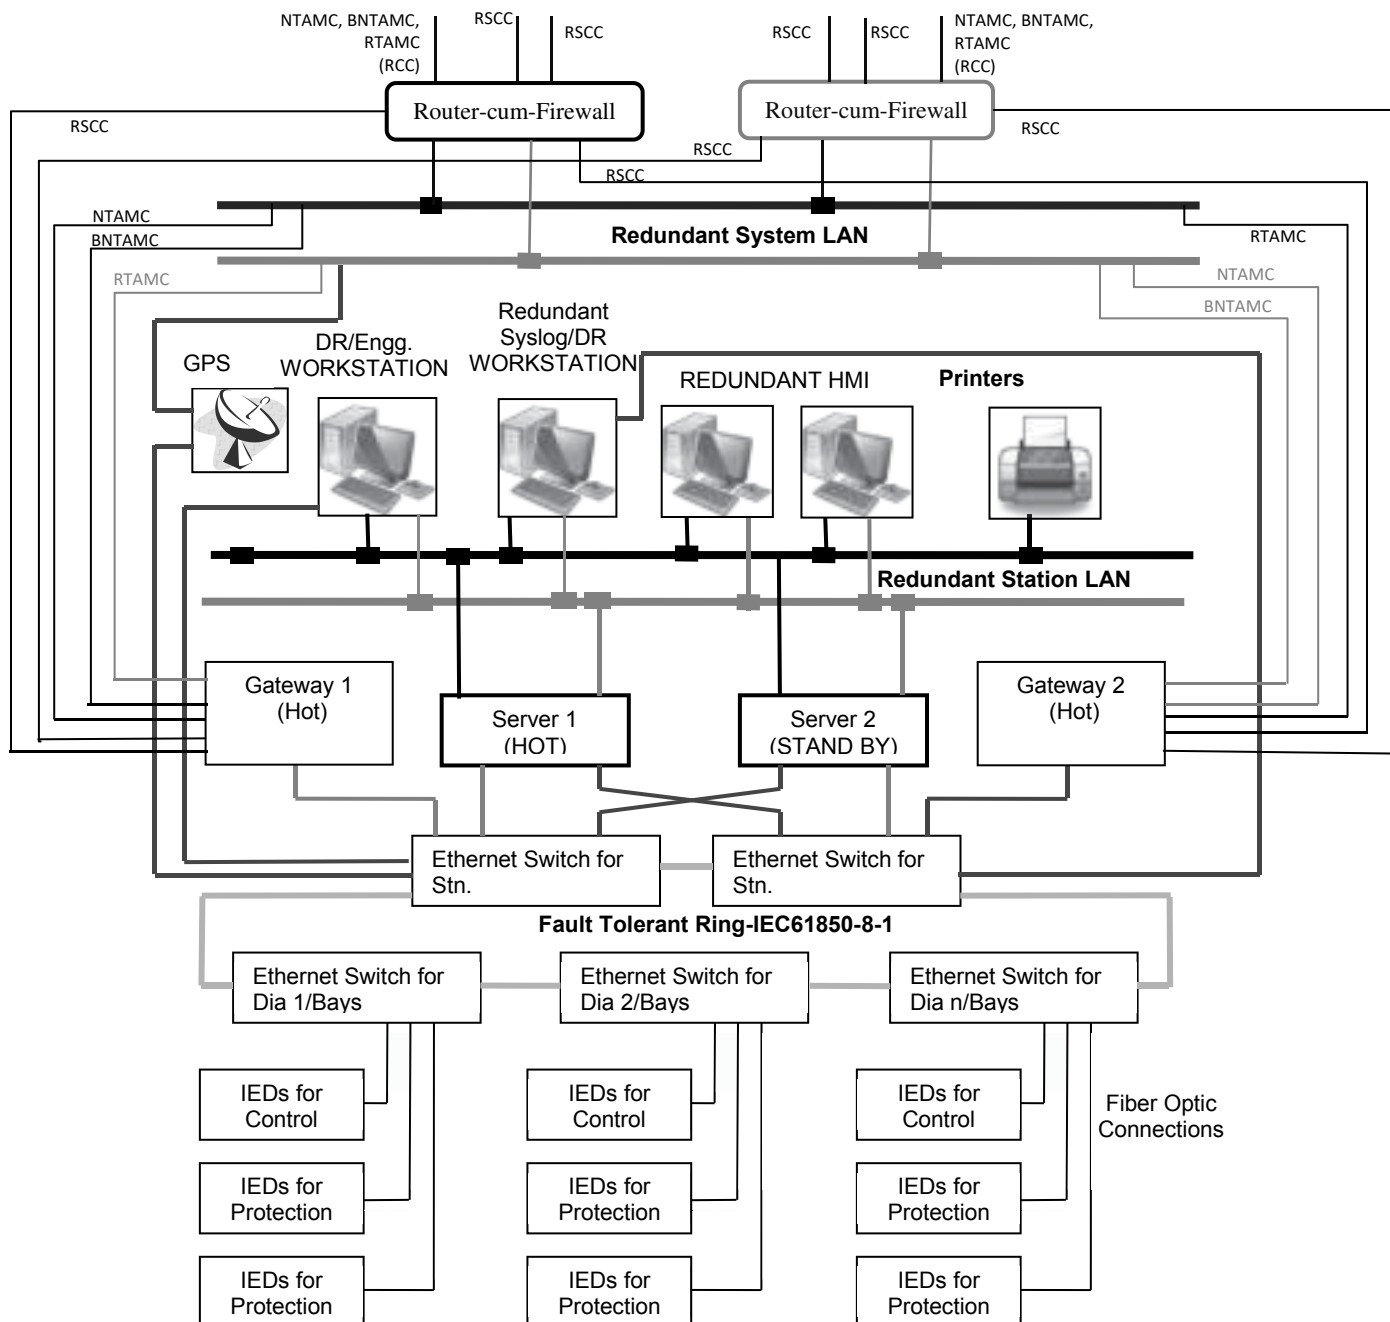 NTAMC, BNTAMC,
RTAMC
(RCC)
RSCC
RSCC
RSCC
RSCC
NTAMC, BNTAMC,
RTAMC
(RCC)
Router-cum-Firewall
Router-cum-Firewall
RSCC
RSCC
RSCC
RSCC
NTAMC
BNTAMC
Redundant System LAN
RTAMC
RTAMC
NTAMC
BNTAMC
GPS
DR/Engg.
WORKSTATION
Redundant
Syslog/DR
WORKSTATION
REDUNDANT HMI
Printers
Redundant Station LAN
Gateway 1
(Hot)
Server 1
(HOT)
Server 2
(STAND BY)
Gateway 2
(Hot)
Ethernet Switch for
Stn.
Ethernet Switch for
Stn.
Fault Tolerant Ring-IEC61850-8-1
Ethernet Switch for
Dia 1/Bays
Ethernet Switch for
Dia 2/Bays
Ethernet Switch for
Dia n/Bays
IEDs for
Control
IEDs for
Control
IEDs for
Control
Fiber Optic
Connections
IEDs for
Protection
IEDs for
Protection
IEDs for
Protection
IEDs for
Protection
IEDs for
Protection
IEDs for
Protection